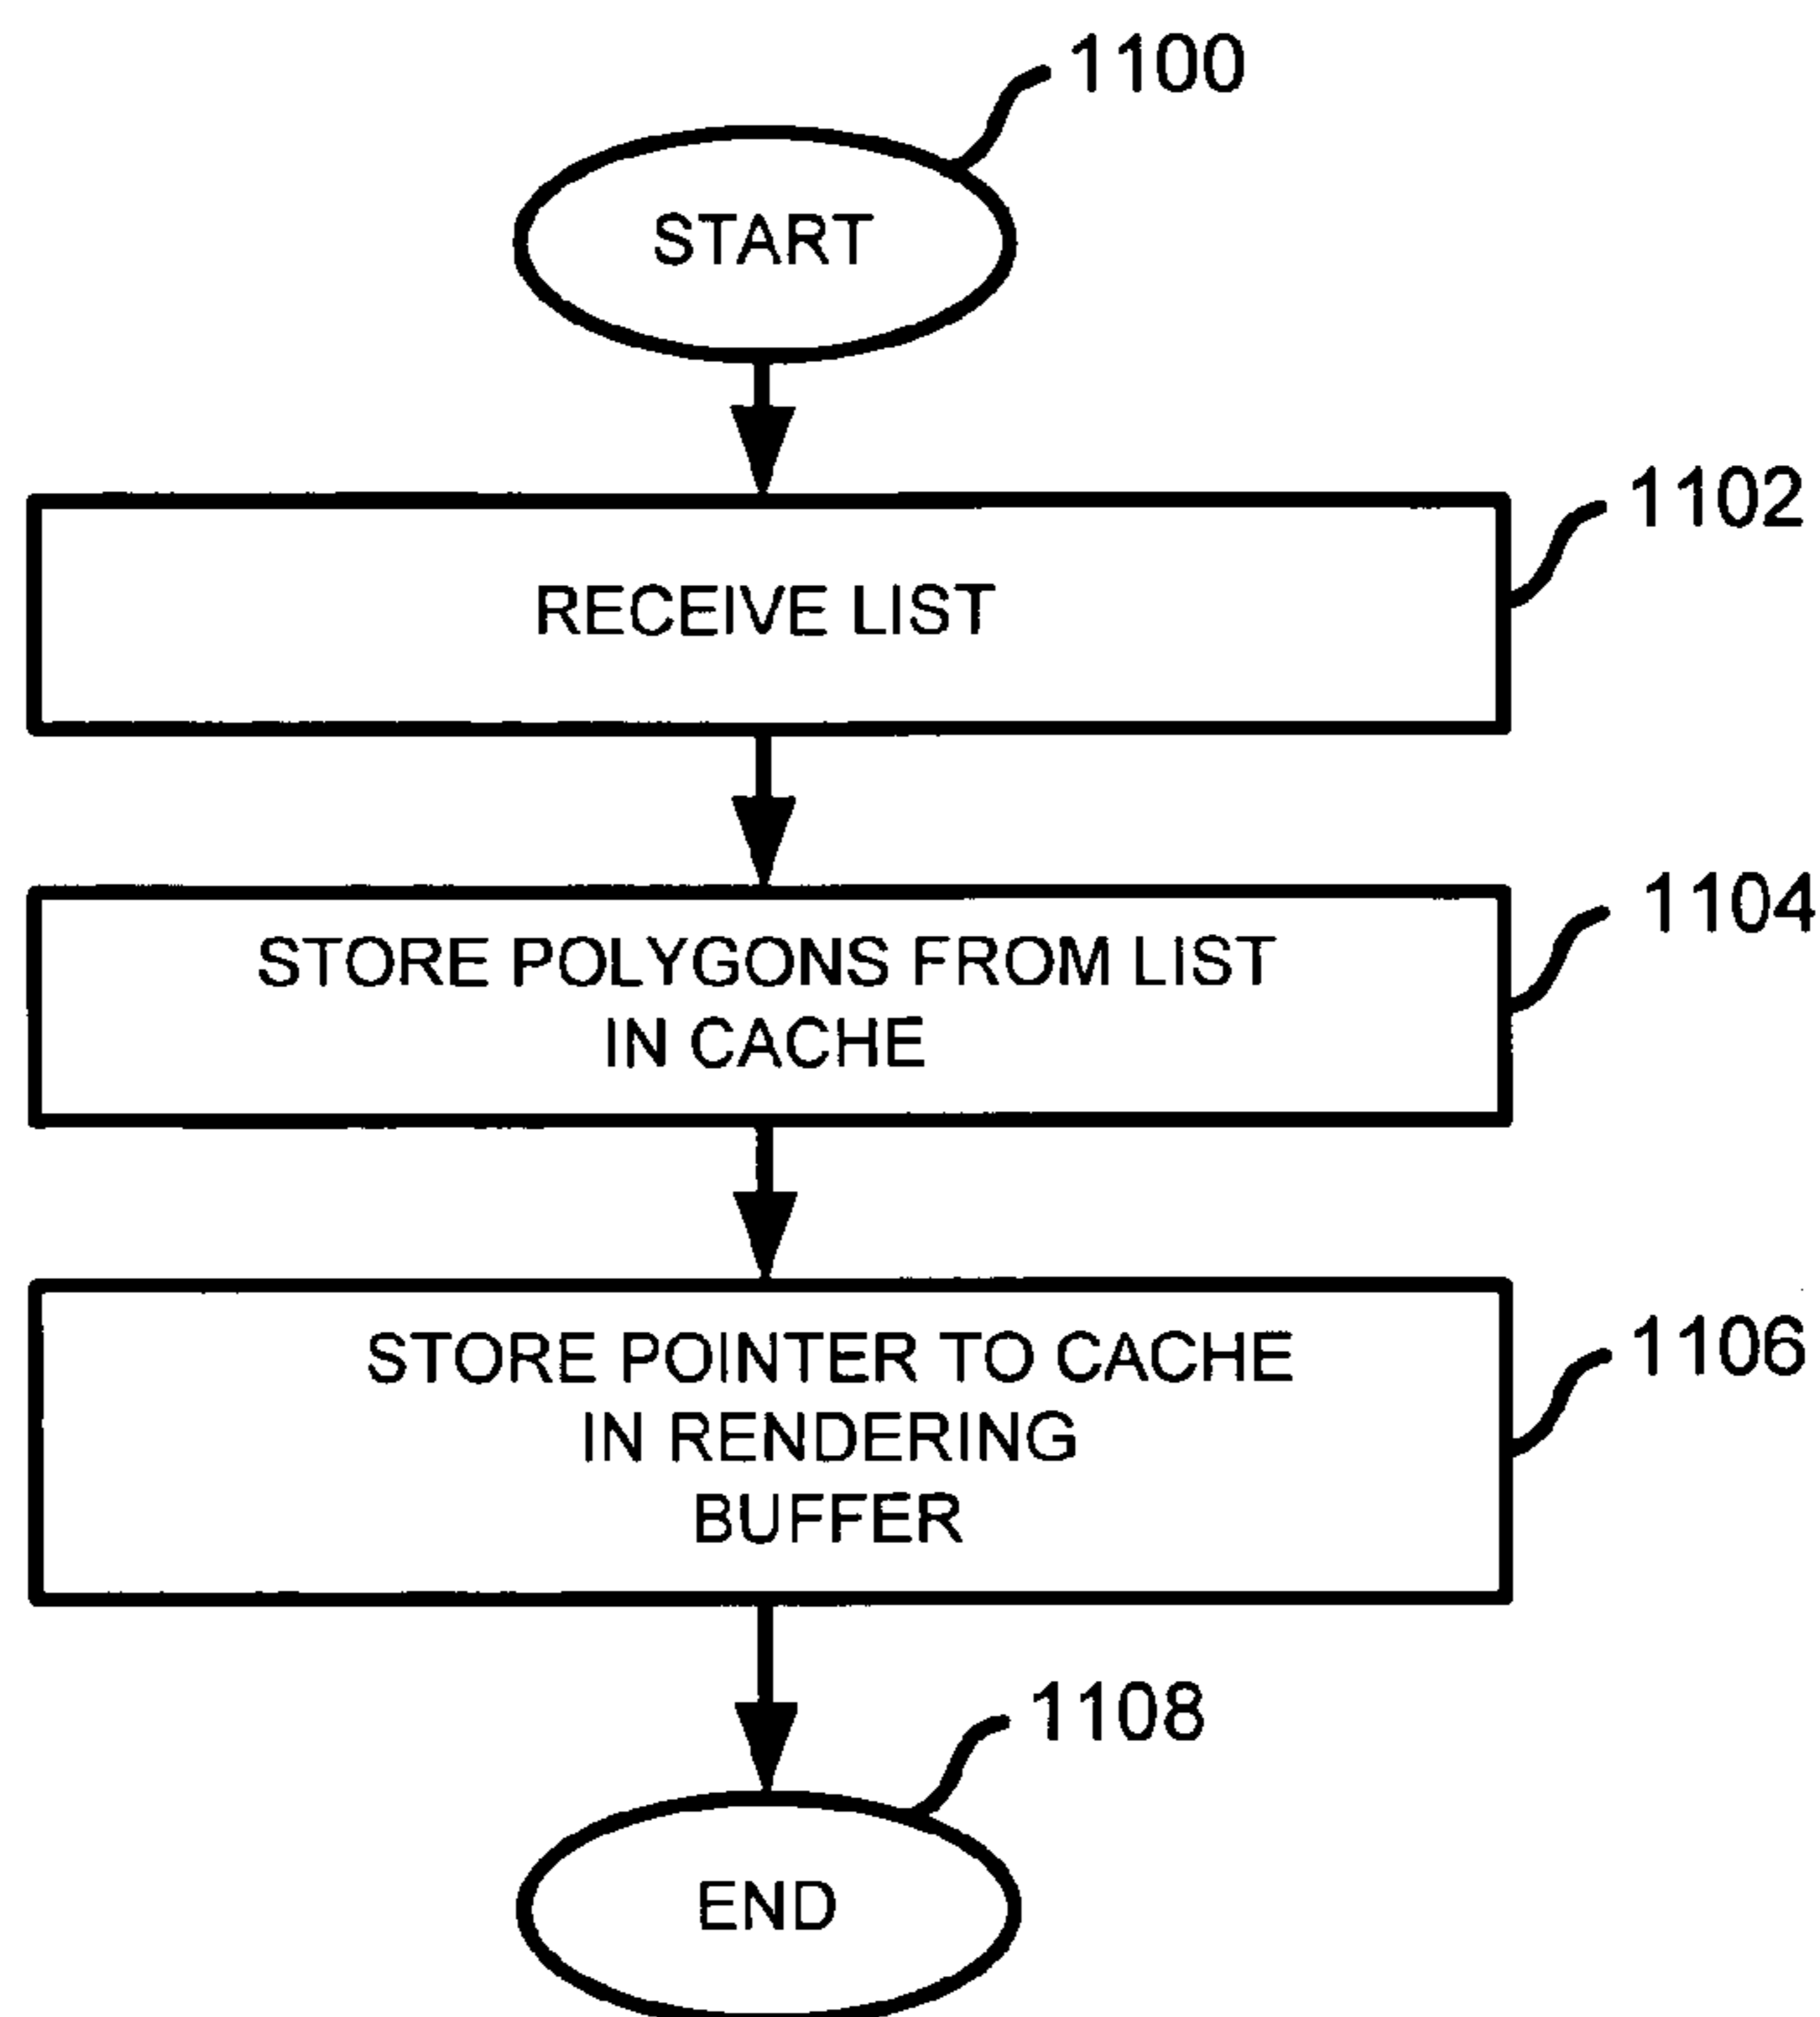 1100
START
1102
RECEIVE LIST
1104
STORE POLYGONS FROM LIST
IN CACHE
1106
STORE POINTER TO CACHE
IN RENDERING
BUFFER
1108
END